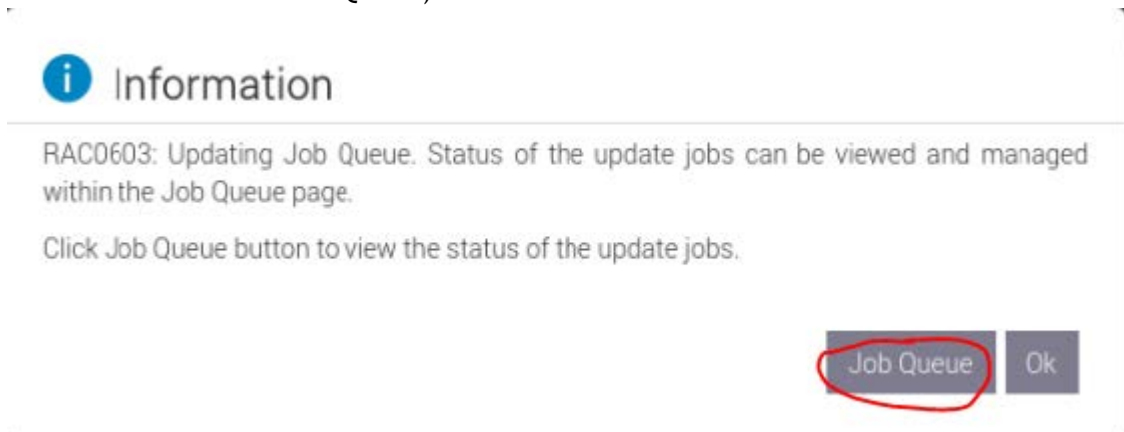 Information
RAC0603: Updating Job Queue. Status of the update jobs can be viewed and managed
within the Job Queue page.
Click Job Queue button to view the status of the update jobs.
Job Queue Ok